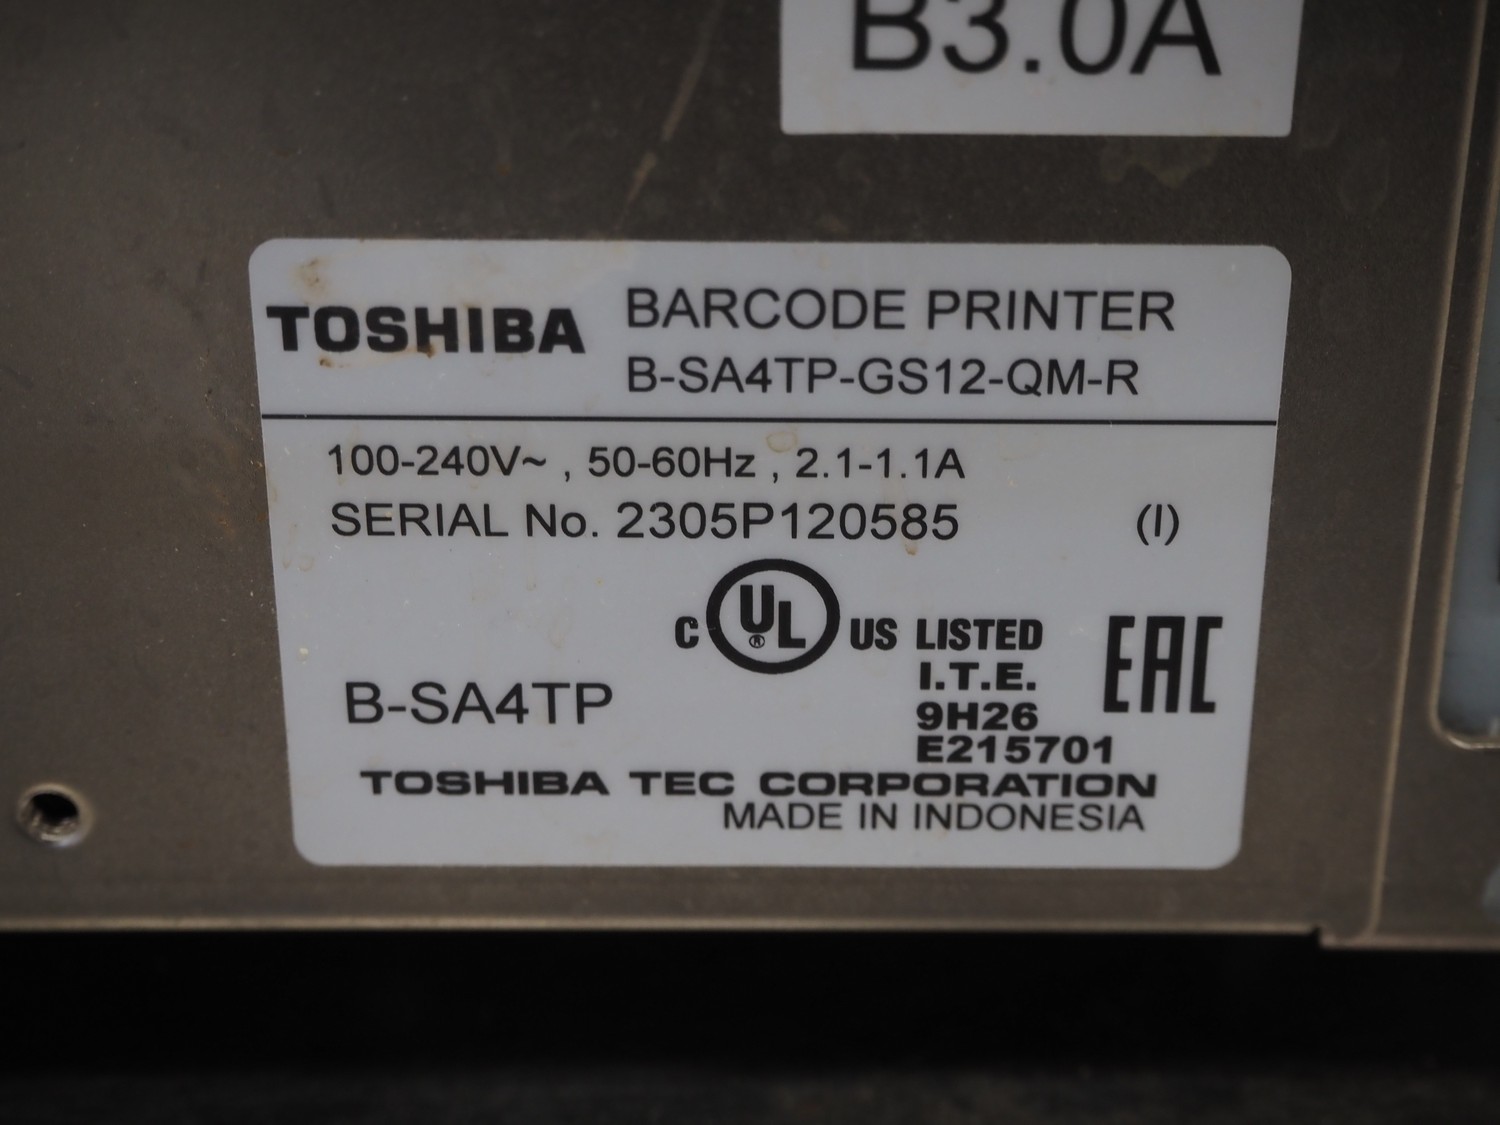 B3.0A
TOSHIBA BARCODE PRINTER
B-SA4TP-GS12-QM-R
100-240V~ , 50-60Hz , 2.1-1.1A
SERIAL No. 2305P120585 (I)
C UL ® US LISTED
I.T.E.
9H26
E215701
EAC
B-SA4TP
TOSHIBA TEC CORPORATION
MADE IN INDONESIA